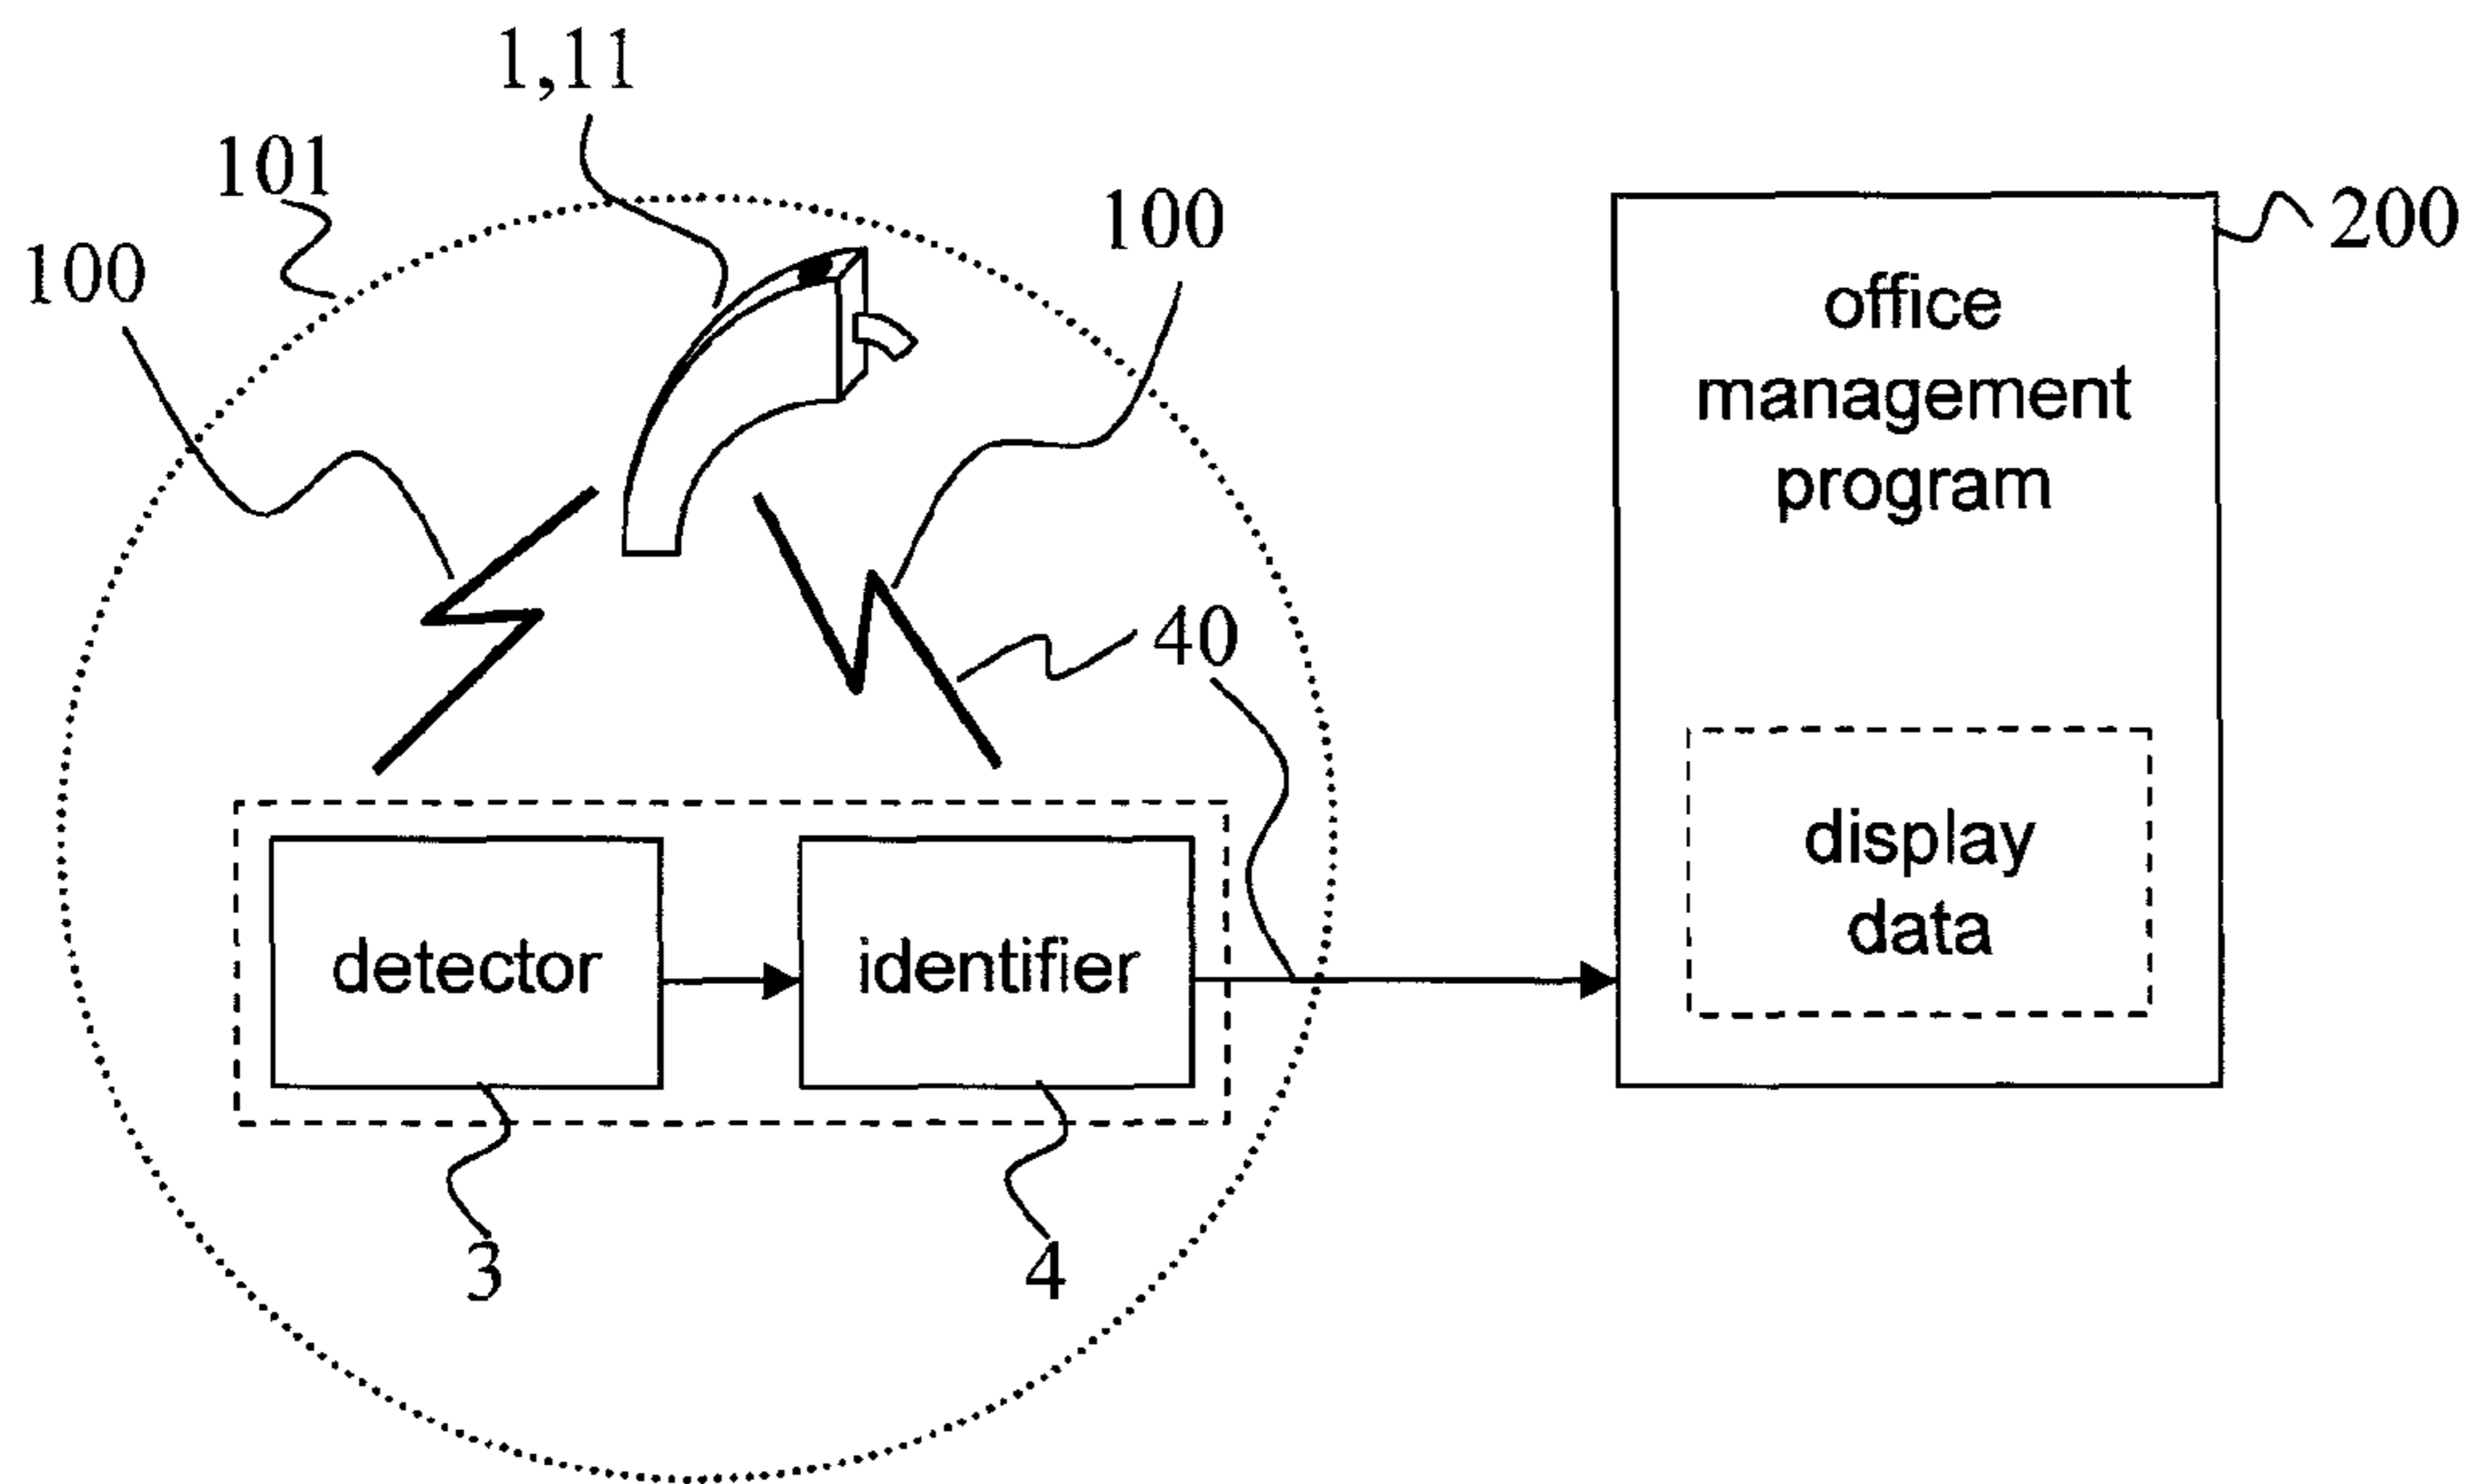 1,11
101
100
100
200
office
management
program
40
display
data
detector
identifier
3
4